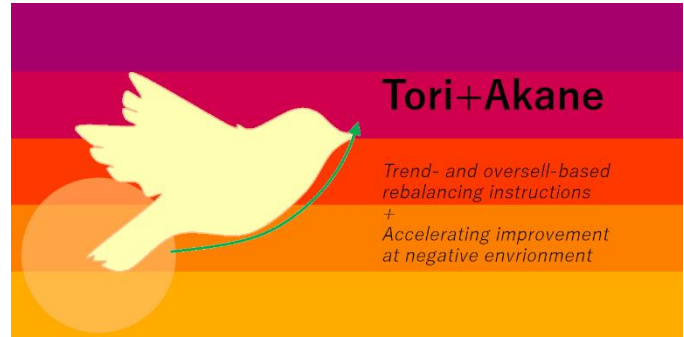 Tori+Akane
Trend- and oversell-based
rebalancing instructions
+
Accelerating improvement
at negative envrionment